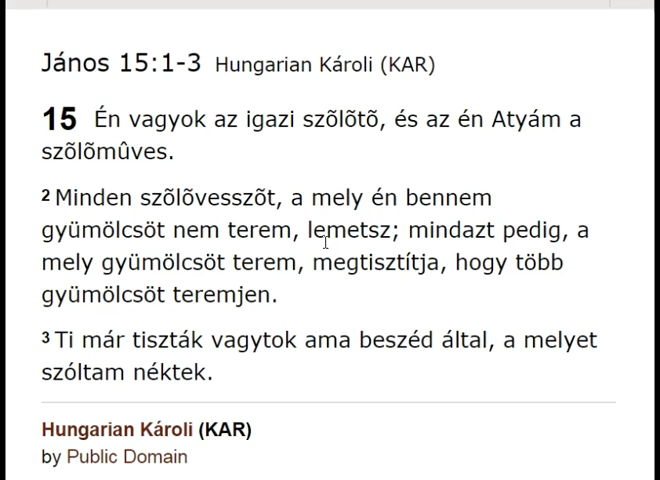 János 15:1-3 Hungarian Károli (KAR)
15 Én vagyok az igazi szõlõtõ, és az én Atyám a
szõlõmûves.
2 Minden szõlõvesszõt, a mely én bennem
gyümölcsöt nem terem, lemetsz; mindazt pedig, a
mely gyümölcsöt terem, megtisztítja, hogy több
gyümölcsöt teremjen.
3 Ti már tiszták vagytok ama beszéd által, a melyet
szóltam néktek.
Hungarian Károli (KAR)
by Public Domain